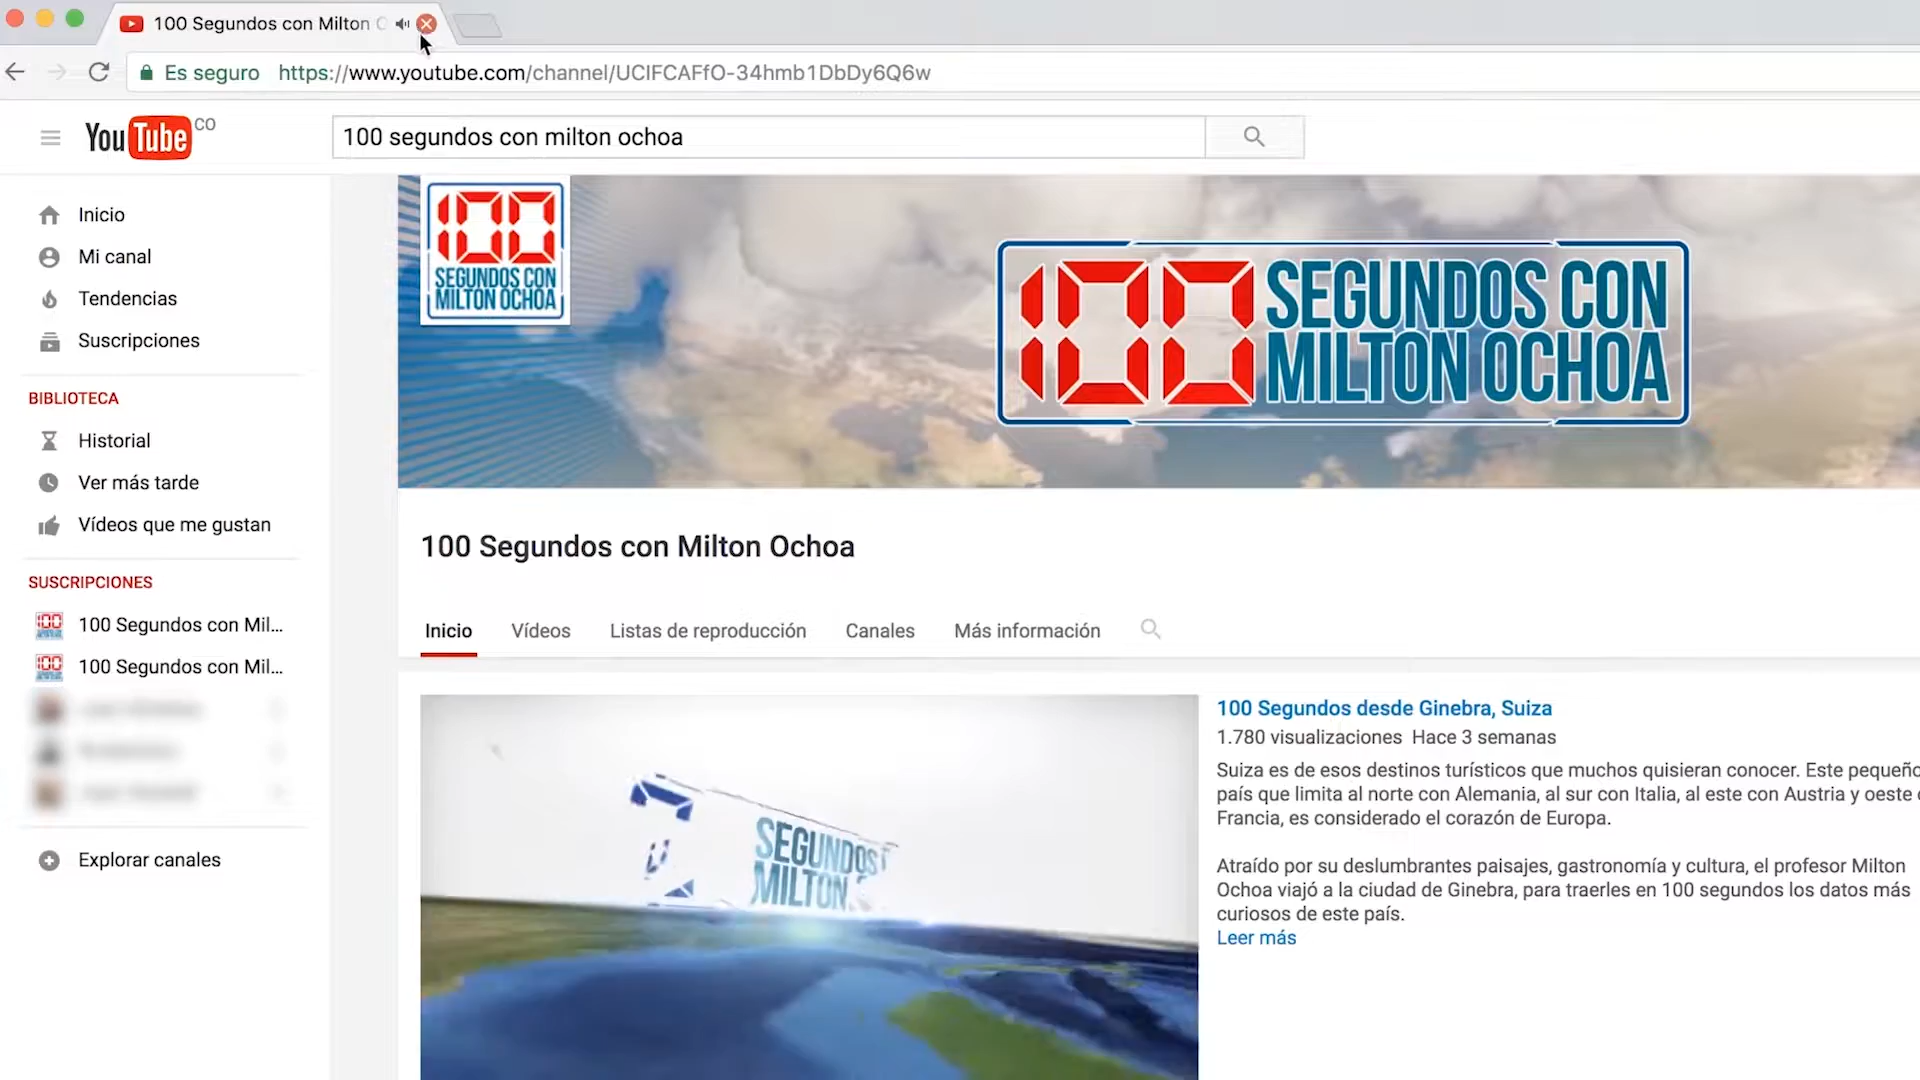 100 Segundos con Milton
Es seguro https://www.youtube.com/channel/UCIFCAFfO-34hmb1DbDy6Q6w
YouTube CO
100 segundos con milton ochoa
Inicio
Mi canal
Tendencias
Suscripciones
BIBLIOTECA
Historial
Ver más tarde
Vídeos que me gustan
SUSCRIPCIONES
100 Segundos con Mil...
100 Segundos con Mil...
Explorar canales
100
SEGUNDOS CON
MILTON OCHOA
100 SEGUNDOS CON
MILTON OCHOA
100 Segundos con Milton Ochoa
Inicio Vídeos Listas de reproducción Canales Más información
SEGUNDOS
MILTON
100 Segundos desde Ginebra, Suiza
1.780 visualizaciones Hace 3 semanas
Suiza es de esos destinos turísticos que muchos quisieran conocer. Este pequeño
país que limita al norte con Alemania, al sur con Italia, al este con Austria y oeste
Francia, es considerado el corazón de Europa.
Atraído por su deslumbrantes paisajes, gastronomía y cultura, el profesor Milton
Ochoa viajó a la ciudad de Ginebra, para traerles en 100 segundos los datos más
curiosos de este país.
Leer más